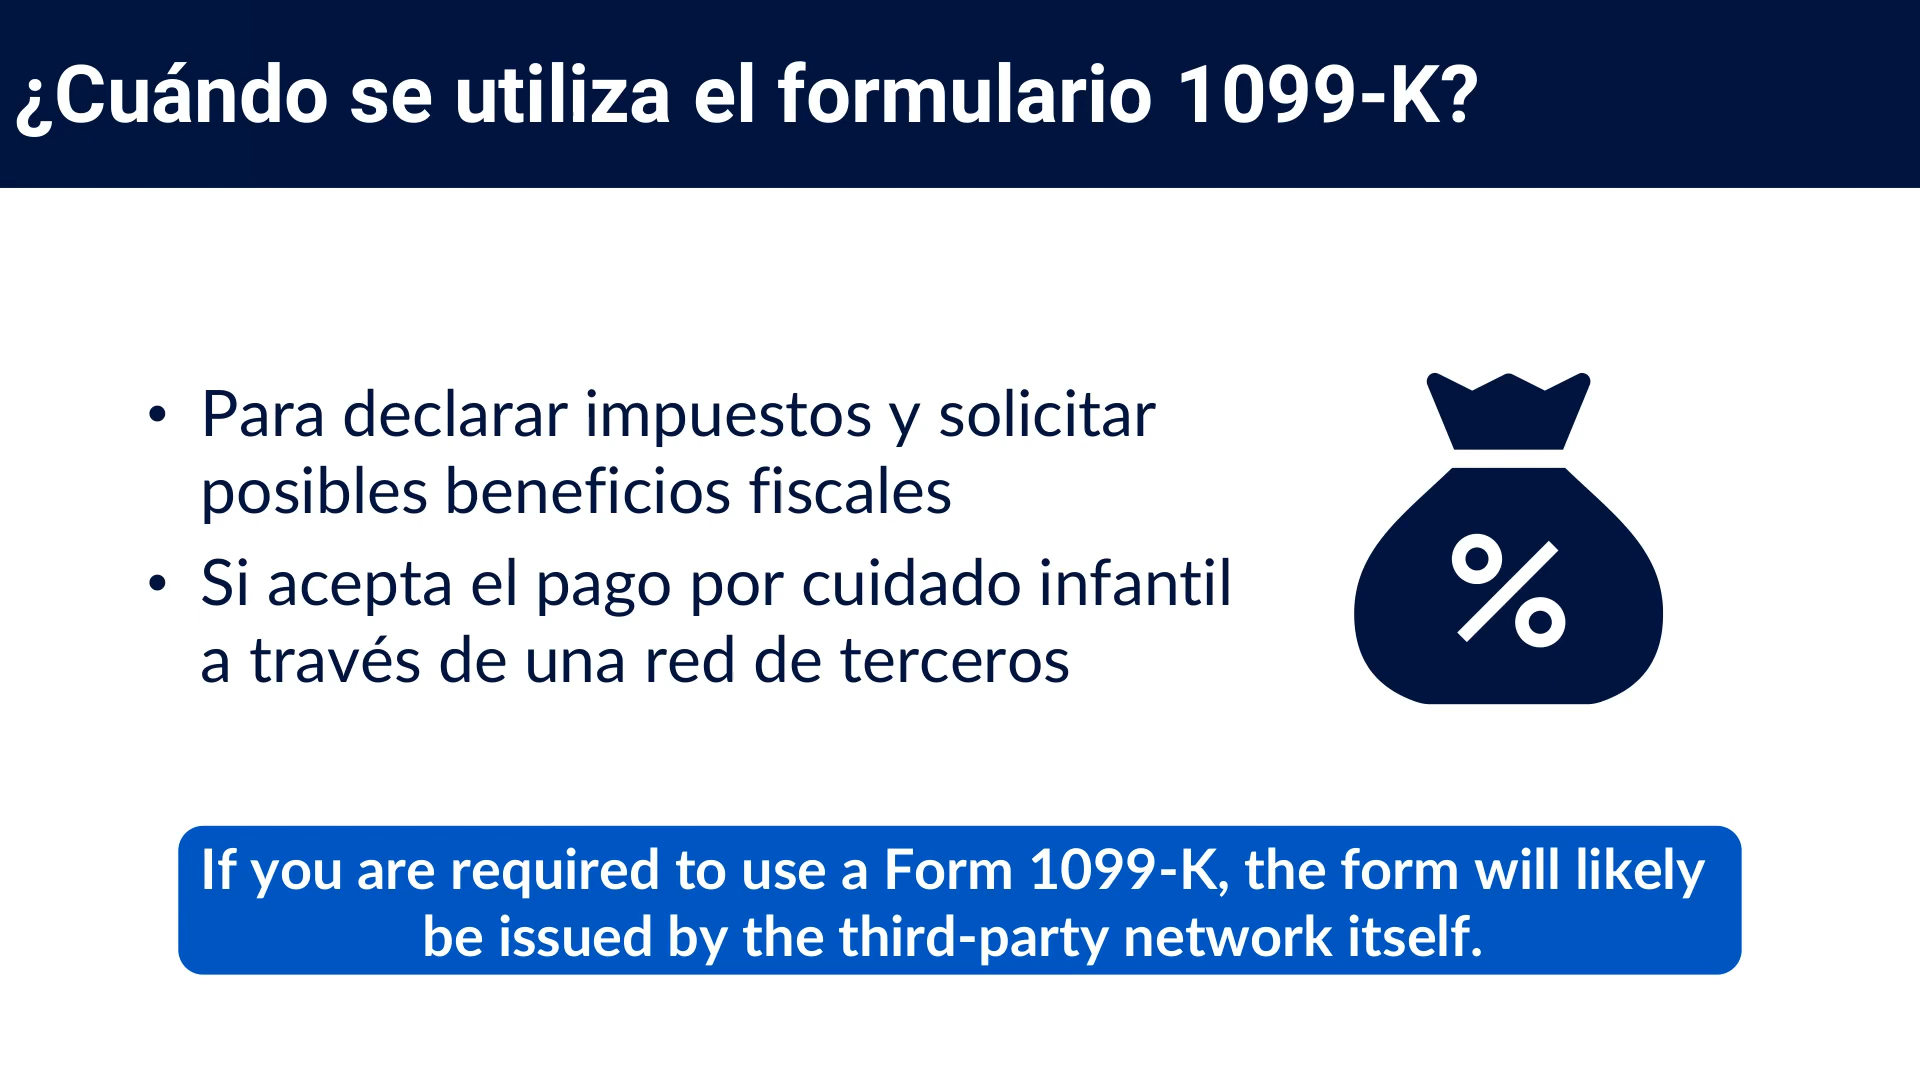 ¿Cuándo se utiliza el formulario 1099-K?
• Para declarar impuestos y solicitar
posibles beneficios fiscales
• Si acepta el pago por cuidado infantil
a través de una red de terceros
%
If you are required to use a Form 1099-K, the form will likely
be issued by the third-party network itself.